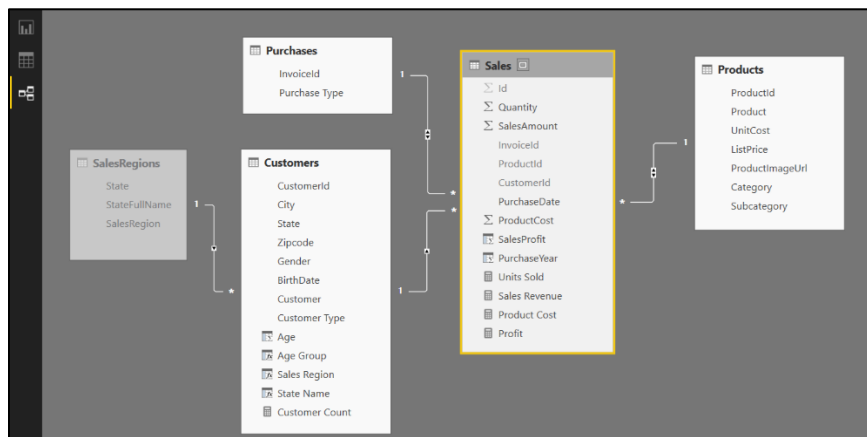 Purchases
InvoiceId
Purchase Type
1
*
SalesRegions
State
StateFullName
SalesRegion
1
*
Customers
CustomerId
City
State
Zipcode
Gender
BirthDate
Customer
Customer Type
Age
Age Group
Sales Region
State Name
Customer Count
1
*
Sales
Id
Quantity
SalesAmount
InvoiceId
ProductId
CustomerId
PurchaseDate
ProductCost
SalesProfit
PurchaseYear
Units Sold
Sales Revenue
Product Cost
Profit
*
1
Products
ProductId
Product
UnitCost
ListPrice
ProductImageUrl
Category
Subcategory